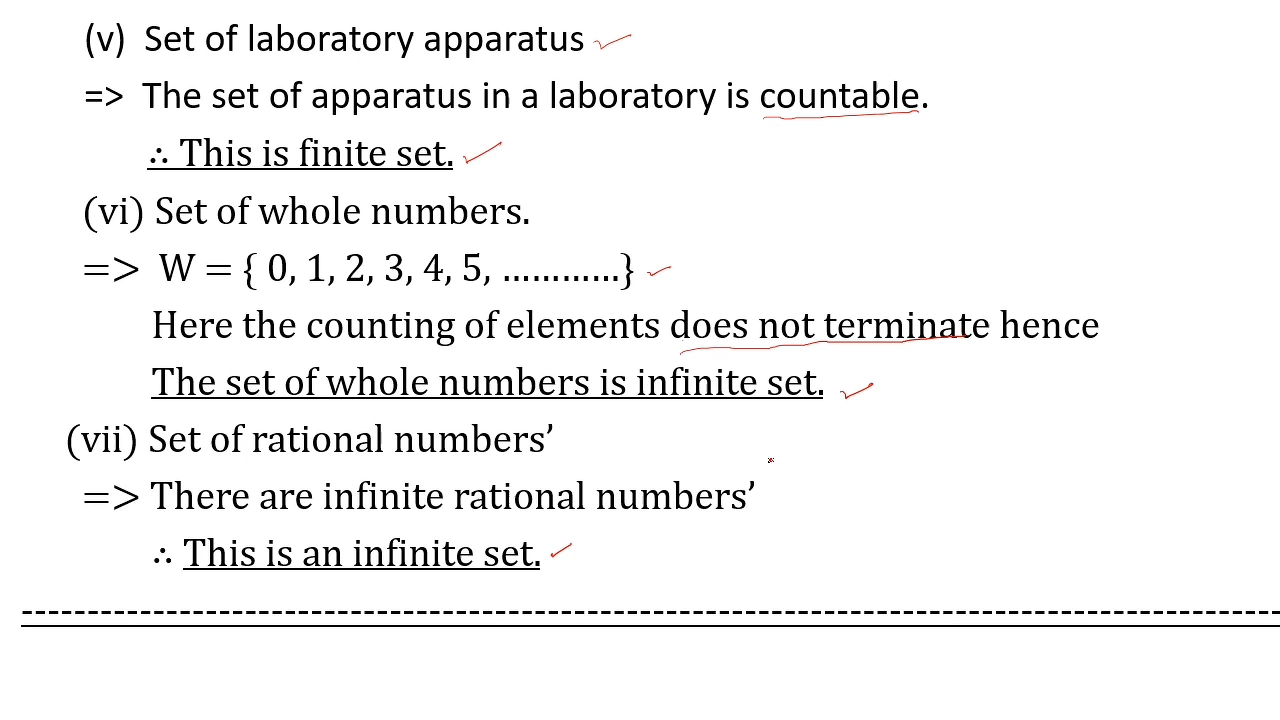 (v) Set of laboratory apparatus
=> The set of apparatus in a laboratory is countable.
∴ This is finite set.
(vi) Set of whole numbers.
=> W = { 0, 1, 2, 3, 4, 5, …………}
Here the counting of elements does not terminate hence
The set of whole numbers is infinite set.
(vii) Set of rational numbers’
=> There are infinite rational numbers’
∴ This is an infinite set.